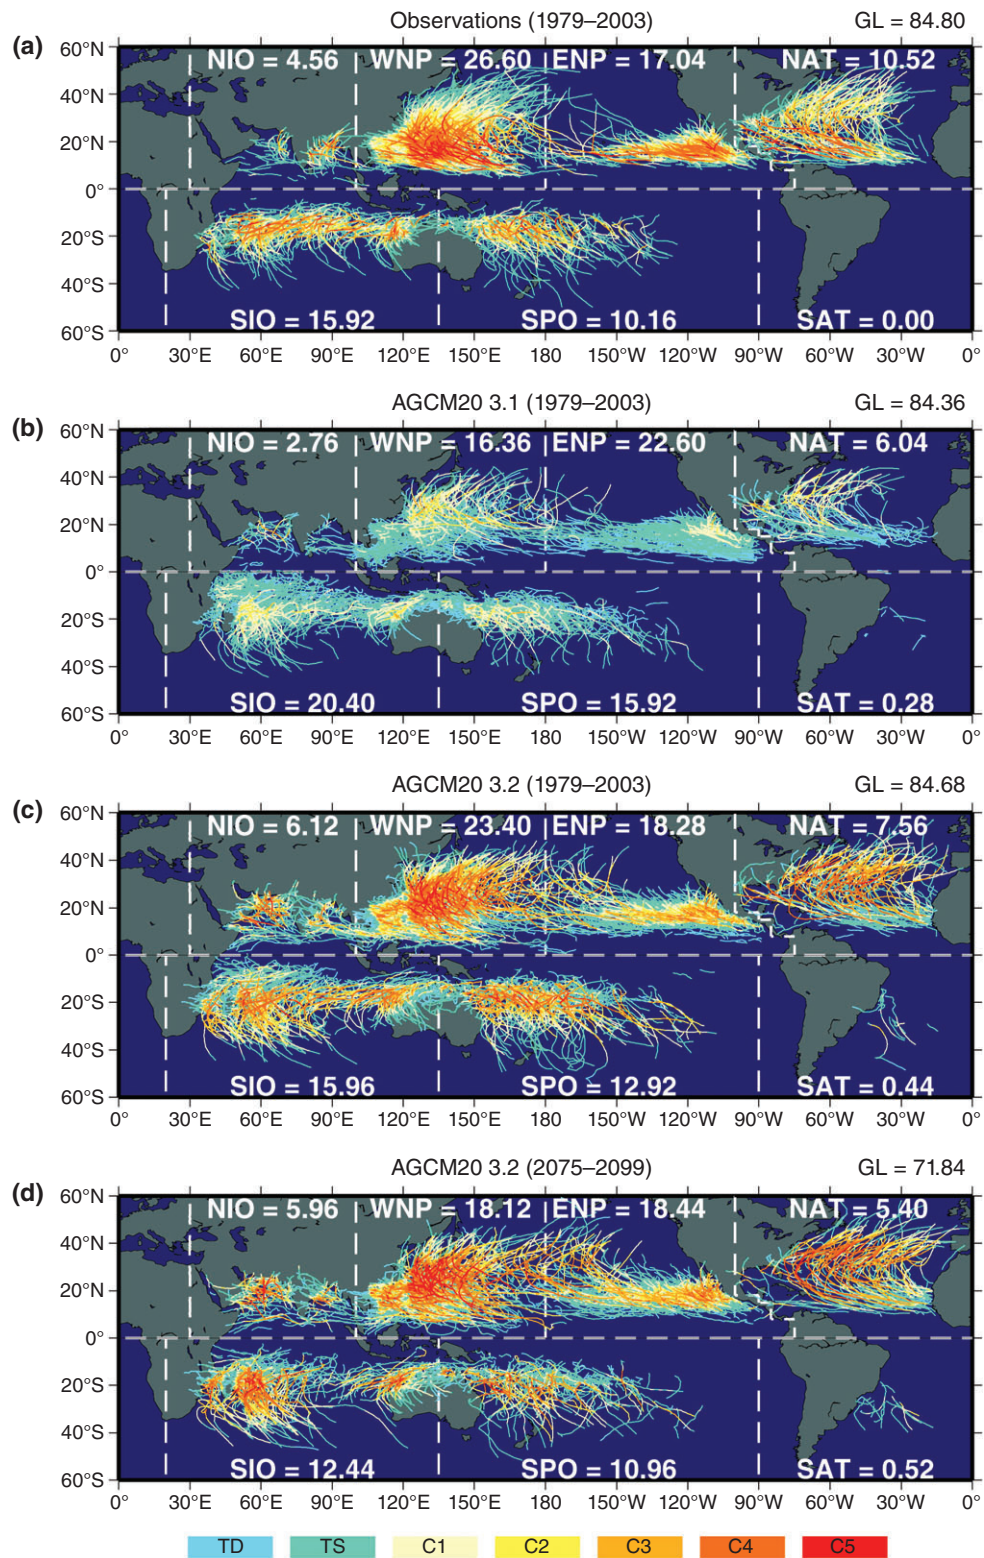 Observations (1979–2003) GL = 84.80
(a)
NIO = 4.56 WNP = 26.60 ENP = 17.04 NAT = 10.52
60°N
40°N
20°N
0°
20°S
40°S
60°S
SIO = 15.92 SPO = 10.16 SAT = 0.00
0° 30°E 60°E 90°E 120°E 150°E 180 150°W 120°W 90°W 60°W 30°W 0°
AGCM20 3.1 (1979–2003) GL = 84.36
(b)
NIO = 2.76 WNP = 16.36 ENP = 22.60 NAT = 6.04
60°N
40°N
20°N
0°
20°S
40°S
60°S
SIO = 20.40 SPO = 15.92 SAT = 0.28
0° 30°E 60°E 90°E 120°E 150°E 180 150°W 120°W 90°W 60°W 30°W 0°
AGCM20 3.2 (1979–2003) GL = 84.68
(c)
NIO = 6.12 WNP = 23.40 ENP = 18.28 NAT = 7.56
60°N
40°N
20°N
0°
20°S
40°S
60°S
SIO = 15.96 SPO = 12.92 SAT = 0.44
0° 30°E 60°E 90°E 120°E 150°E 180 150°W 120°W 90°W 60°W 30°W 0°
AGCM20 3.2 (2075–2099) GL = 71.84
(d)
NIO = 5.96 WNP = 18.12 ENP = 18.44 NAT = 5.40
60°N
40°N
20°N
0°
20°S
40°S
60°S
SIO = 12.44 SPO = 10.96 SAT = 0.52
0° 30°E 60°E 90°E 120°E 150°E 180 150°W 120°W 90°W 60°W 30°W 0°
TD TS C1 C2 C3 C4 C5